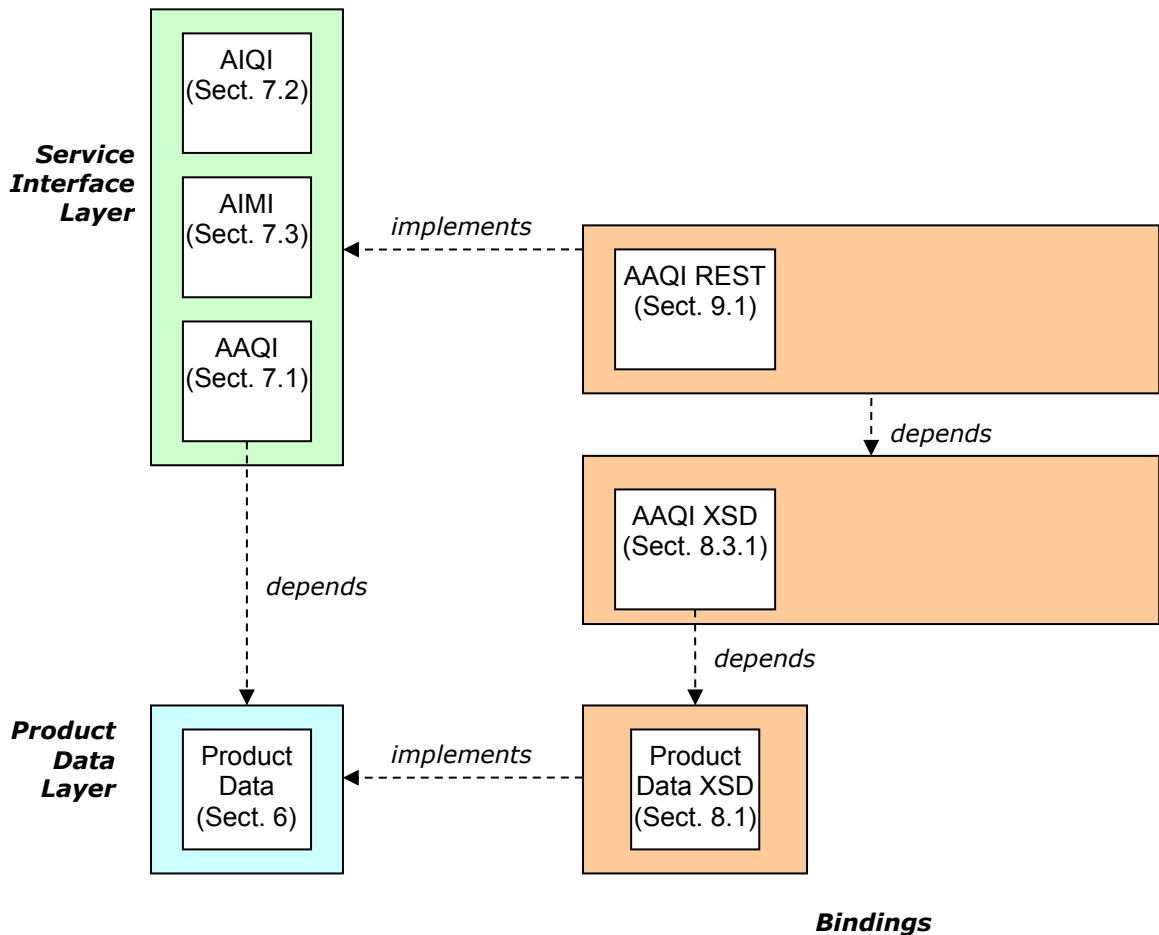 AIQI
(Sect. 7.2)
Service
Interface
Layer
AIMI
(Sect. 7.3)
implements
AAQI REST
(Sect. 9.1)
AAQI
(Sect. 7.1)
depends
AAQI XSD
(Sect. 8.3.1)
depends
depends
Product
Data
Layer
Product
Data
(Sect. 6)
implements
Product
Data XSD
(Sect. 8.1)
Bindings